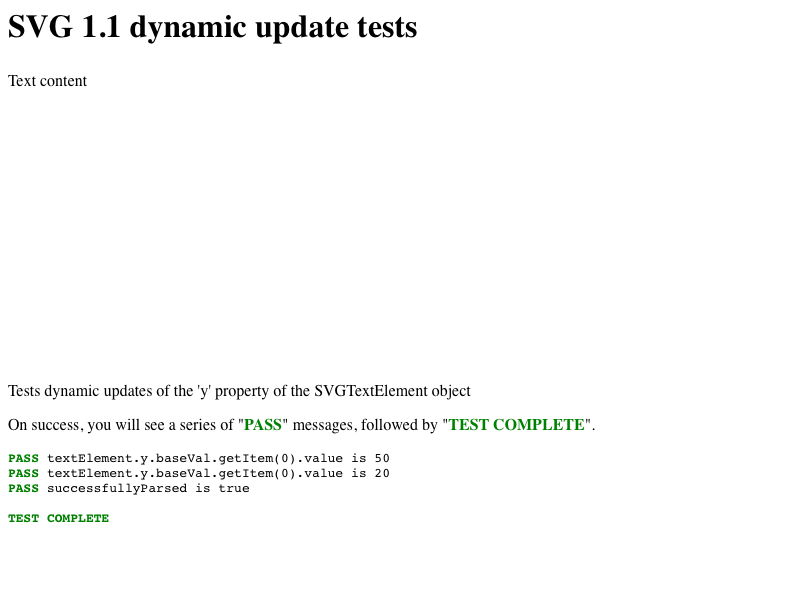 SVG 1.1 dynamic update tests
Text content
Tests dynamic updates of the 'y' property of the SVGTextElement object
On success, you will see a series of "PASS" messages, followed by "TEST COMPLETE".
PASS textElement.y.baseVal.getItem(0).value is 50
PASS textElement.y.baseVal.getItem(0).value is 20
PASS successfullyParsed is true
TEST COMPLETE